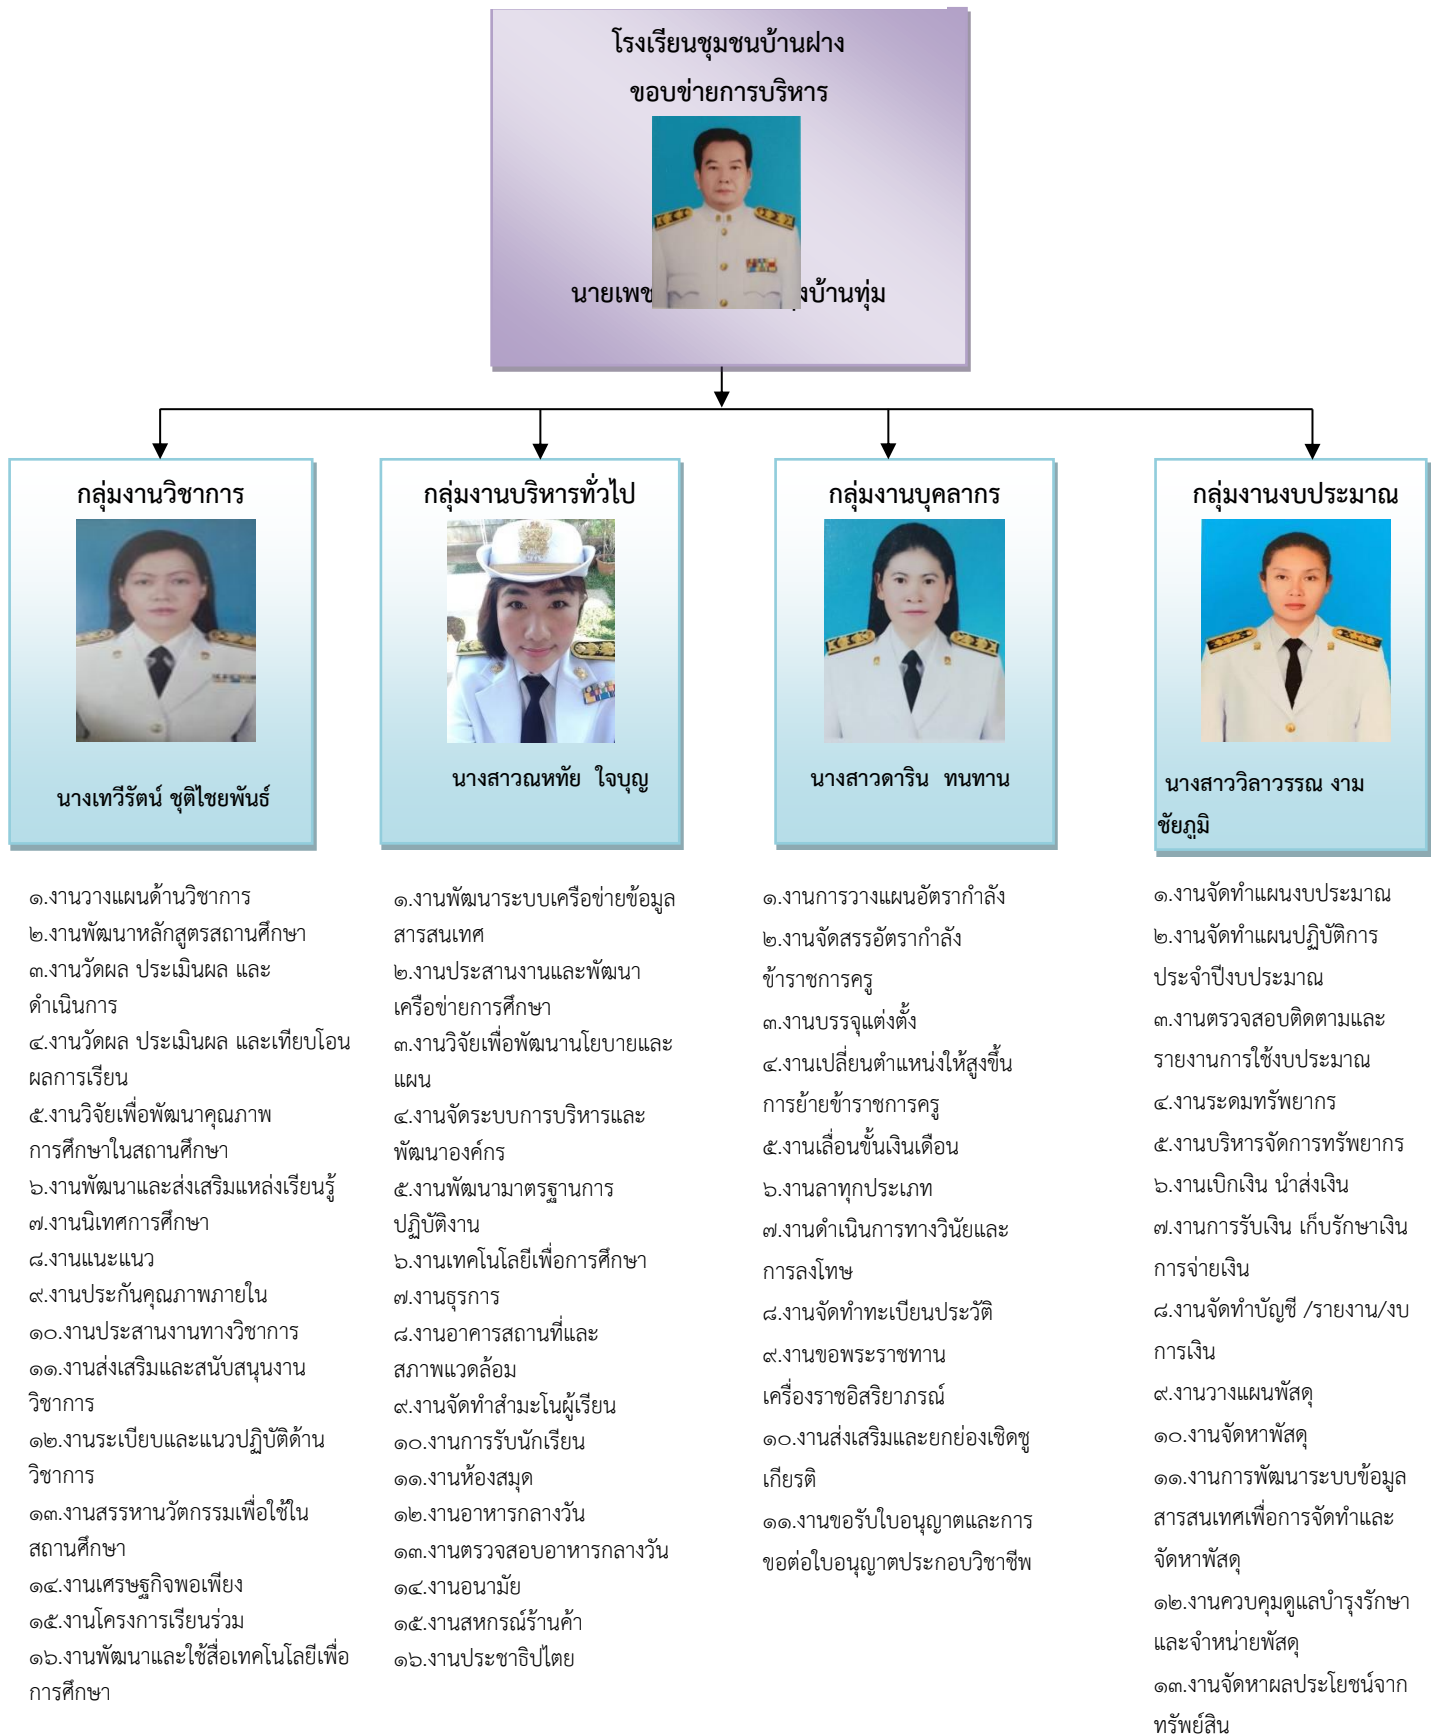 โรงเรียนชุมชนบ้านฝาง
ขอบข่ายการบริหาร
นายเพช
บ้านทุ่ม
กลุ่มงานวิชาการ
นางเทวีรัตน์ ชุติไชยพันธ์
๑.งานวางแผนด้านวิชาการ
๒.งานพัฒนาหลักสูตรสถานศึกษา
๓.งานวัดผล ประเมินผล และ
ดำเนินการ
๔.งานวัดผล ประเมินผล และเทียบโอน
ผลการเรียน
๕.งานวิจัยเพื่อพัฒนาคุณภาพ
การศึกษาในสถานศึกษา
๖.งานพัฒนาและส่งเสริมแหล่งเรียนรู้
๗.งานนิเทศการศึกษา
๘.งานแนะแนว
๙.งานประกันคุณภาพภายใน
๑๐.งานประสานงานทางวิชาการ
๑๑.งานส่งเสริมและสนับสนุนงาน
วิชาการ
๑๒.งานระเบียบและแนวปฏิบัติด้าน
วิชาการ
๑๓.งานสรรหานวัตกรรมเพื่อใช้ใน
สถานศึกษา
๑๔.งานเศรษฐกิจพอเพียง
๑๕.งานโครงการเรียนร่วม
๑๖.งานพัฒนาและใช้สื่อเทคโนโลยีเพื่อ
การศึกษา
กลุ่มงานบริหารทั่วไป
นางสาวณหทัย ใจบุญ
๑.งานพัฒนาระบบเครือข่ายข้อมูล
สารสนเทศ
๒.งานประสานงานและพัฒนา
เครือข่ายการศึกษา
๓.งานวิจัยเพื่อพัฒนานโยบายและ
แผน
๔.งานจัดระบบการบริหารและ
พัฒนาองค์กร
๕.งานพัฒนามาตรฐานการ
ปฏิบัติงาน
๖.งานเทคโนโลยีเพื่อการศึกษา
๗.งานธุรการ
๘.งานอาคารสถานที่และ
สภาพแวดล้อม
๙.งานจัดทำสำมะโนผู้เรียน
๑๐.งานการรับนักเรียน
๑๑.งานห้องสมุด
๑๒.งานอาหารกลางวัน
๑๓.งานตรวจสอบอาหารกลางวัน
๑๔.งานอนามัย
๑๕.งานสหกรณ์ร้านค้า
๑๖.งานประชาธิปไตย
กลุ่มงานบุคลากร
นางสาวดาริน ทนทาน
๑.งานการวางแผนอัตรากำลัง
๒.งานจัดสรรอัตรากำลัง
ข้าราชการครู
๓.งานบรรจุแต่งตั้ง
๔.งานเปลี่ยนตำแหน่งให้สูงขึ้น
การย้ายข้าราชการครู
๕.งานเลื่อนขั้นเงินเดือน
๖.งานลาทุกประเภท
๗.งานดำเนินการทางวินัยและ
การลงโทษ
๘.งานจัดทำทะเบียนประวัติ
๙.งานขอพระราชทาน
เครื่องราชอิสริยาภรณ์
๑๐.งานส่งเสริมและยกย่องเชิดชู
เกียรติ
๑๑.งานขอรับใบอนุญาตและการ
ขอต่อใบอนุญาตประกอบวิชาชีพ
กลุ่มงานงบประมาณ
นางสาววิลาวรรณ งาม
ชัยภูมิ
๑.งานจัดทำแผนงบประมาณ
๒.งานจัดทำแผนปฏิบัติการ
ประจำปีงบประมาณ
๓.งานตรวจสอบติดตามและ
รายงานการใช้งบประมาณ
๔.งานระดมทรัพยากร
๕.งานบริหารจัดการทรัพยากร
๖.งานเบิกเงิน นำส่งเงิน
๗.งานการรับเงิน เก็บรักษาเงิน
การจ่ายเงิน
๘.งานจัดทำบัญชี /รายงาน/งบ
การเงิน
๙.งานวางแผนพัสดุ
๑๐.งานจัดหาพัสดุ
๑๑.งานการพัฒนาระบบข้อมูล
สารสนเทศเพื่อการจัดทำและ
จัดหาพัสดุ
๑๒.งานควบคุมดูแลบำรุงรักษา
และจำหน่ายพัสดุ
๑๓.งานจัดหาผลประโยชน์จาก
ทรัพย์สิน